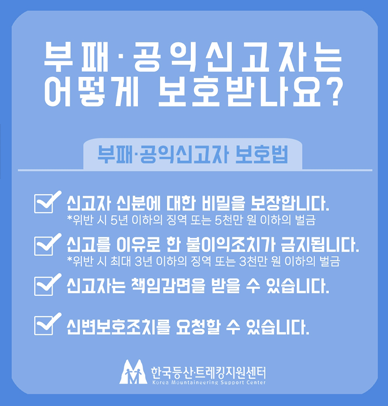 부패·공익신고자는
어떻게 보호받나요?
부패·공익신고자 보호법
신고자 신분에 대한 비밀을 보장합니다.
*위반 시 5년 이하의 징역 또는 5천만 원 이하의 벌금
신고를 이유로 한 불이익조치가 금지됩니다.
*위반 시 최대 3년 이하의 징역 또는 3천만 원 이하의 벌금
신고자는 책임감면을 받을 수 있습니다.
신변보호조치를 요청할 수 있습니다.
한국등산·트레킹지원센터
Korea Mountaineering Support Center